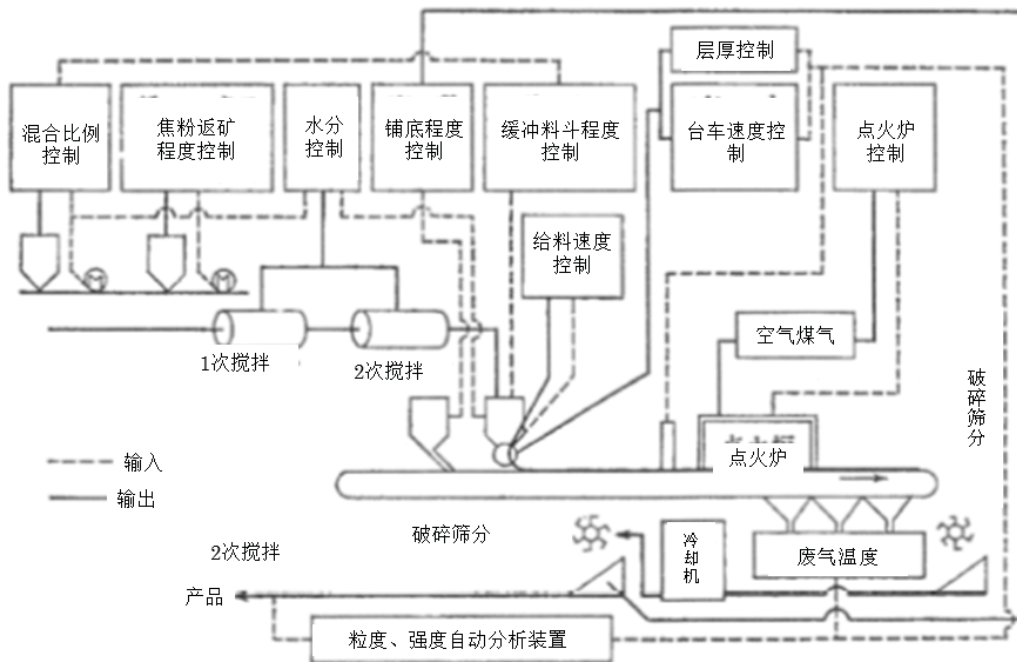 层厚控制
混合比例
控制
焦粉返矿
程度控制
水分
控制
铺底程度
控制
缓冲料斗程度
控制
台车速度控
制
点火炉
控制
给料速度
控制
M
M
空气煤气
1次搅拌
2次搅拌
破碎筛分
点火炉
输入
输出
破碎筛分
2次搅拌
冷却机
废气温度
产品
粒度、强度自动分析装置